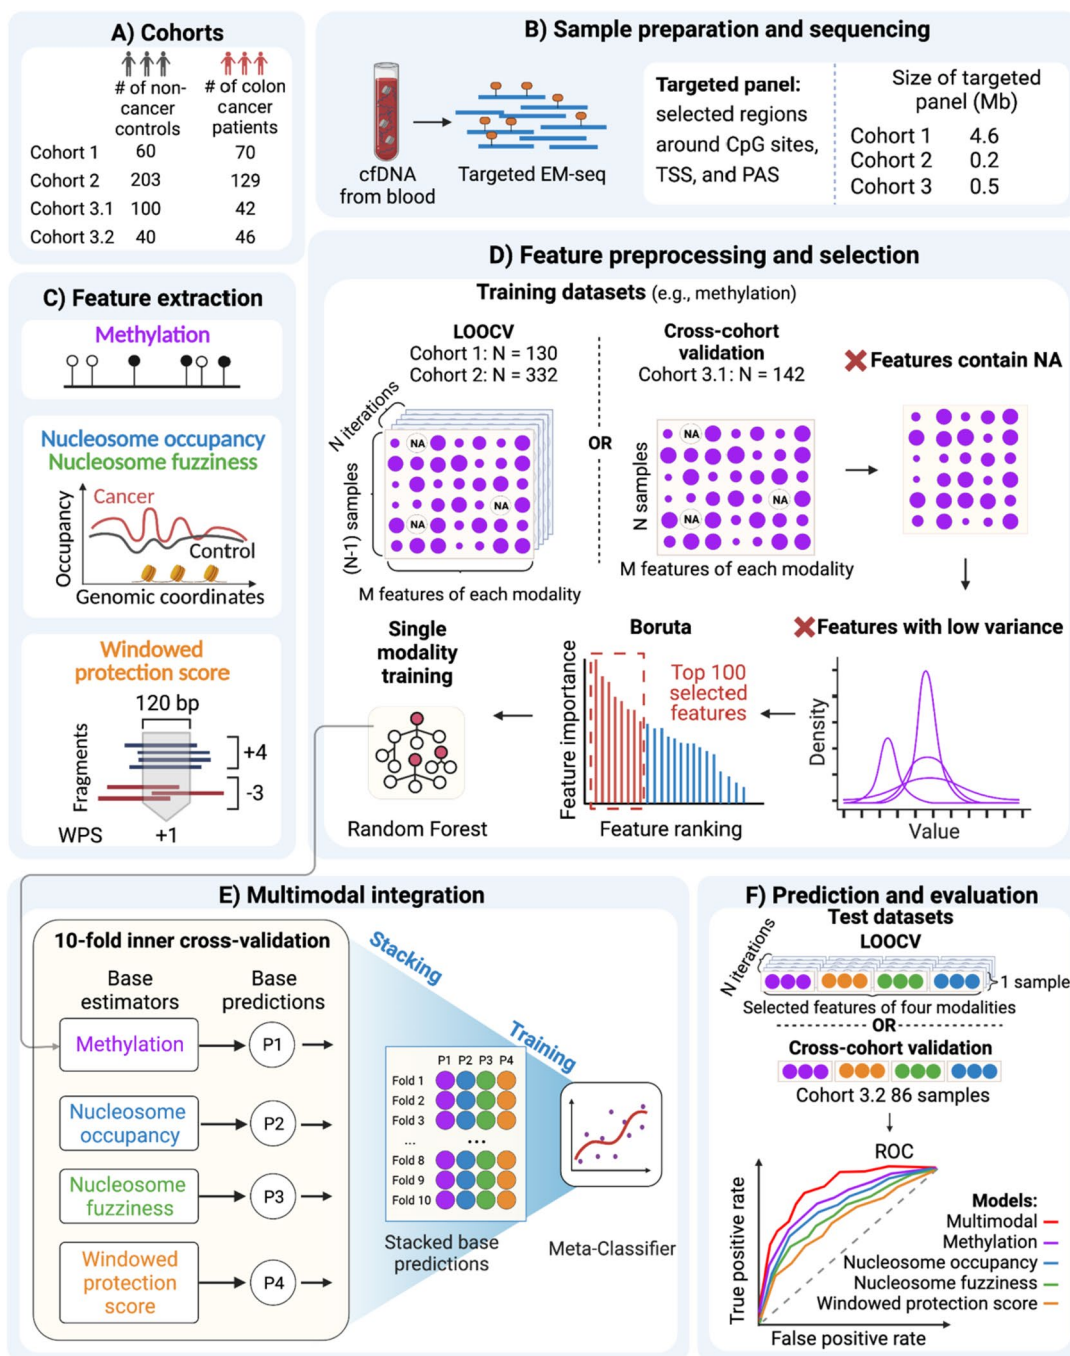 A) Cohorts
# of non-
cancer
controls
# of colon
cancer
patients
Cohort 1 60 70
Cohort 2 203 129
Cohort 3.1 100 42
Cohort 3.2 40 46
B) Sample preparation and sequencing
cfDNA
from blood
Targeted EM-seq
Targeted panel:
selected regions
around CpG sites,
TSS, and PAS
Size of targeted
panel (Mb)
Cohort 1 4.6
Cohort 2 0.2
Cohort 3 0.5
C) Feature extraction
Methylation
Nucleosome occupancy
Nucleosome fuzziness
Occupancy
Cancer
Control
Genomic coordinates
Windowed
protection score
120 bp
Fragments
+4
-3
WPS +1
D) Feature preprocessing and selection
Training datasets (e.g., methylation)
LOOCV
Cohort 1: N = 130
Cohort 2: N = 332
N iterations
(N-1) samples
NA
NA
NA
M features of each modality
OR
Cross-cohort
validation
Cohort 3.1: N = 142
N samples
NA
NA
NA
M features of each modality
Features contain NA
Features with low variance
Density
Value
Boruta
Feature importance
Top 100
selected
features
Feature ranking
Single
modality
training
Random Forest
E) Multimodal integration
10-fold inner cross-validation
Base
estimators
Base
predictions
Methylation
P1
Nucleosome
occupancy
P2
Nucleosome
fuzziness
P3
Windowed
protection
score
P4
Stacking
Training
P1 P2 P3 P4
Fold 1
Fold 2
Fold 3
... ...
Fold 8
Fold 9
Fold 10
Stacked base
predictions
Meta-Classifier
F) Prediction and evaluation
Test datasets
LOOCV
N iterations
1 sample
Selected features of four modalities
OR
Cross-cohort validation
Cohort 3.2 86 samples
ROC
True positive rate
False positive rate
Models:
Multimodal
Methylation
Nucleosome occupancy
Nucleosome fuzziness
Windowed protection score